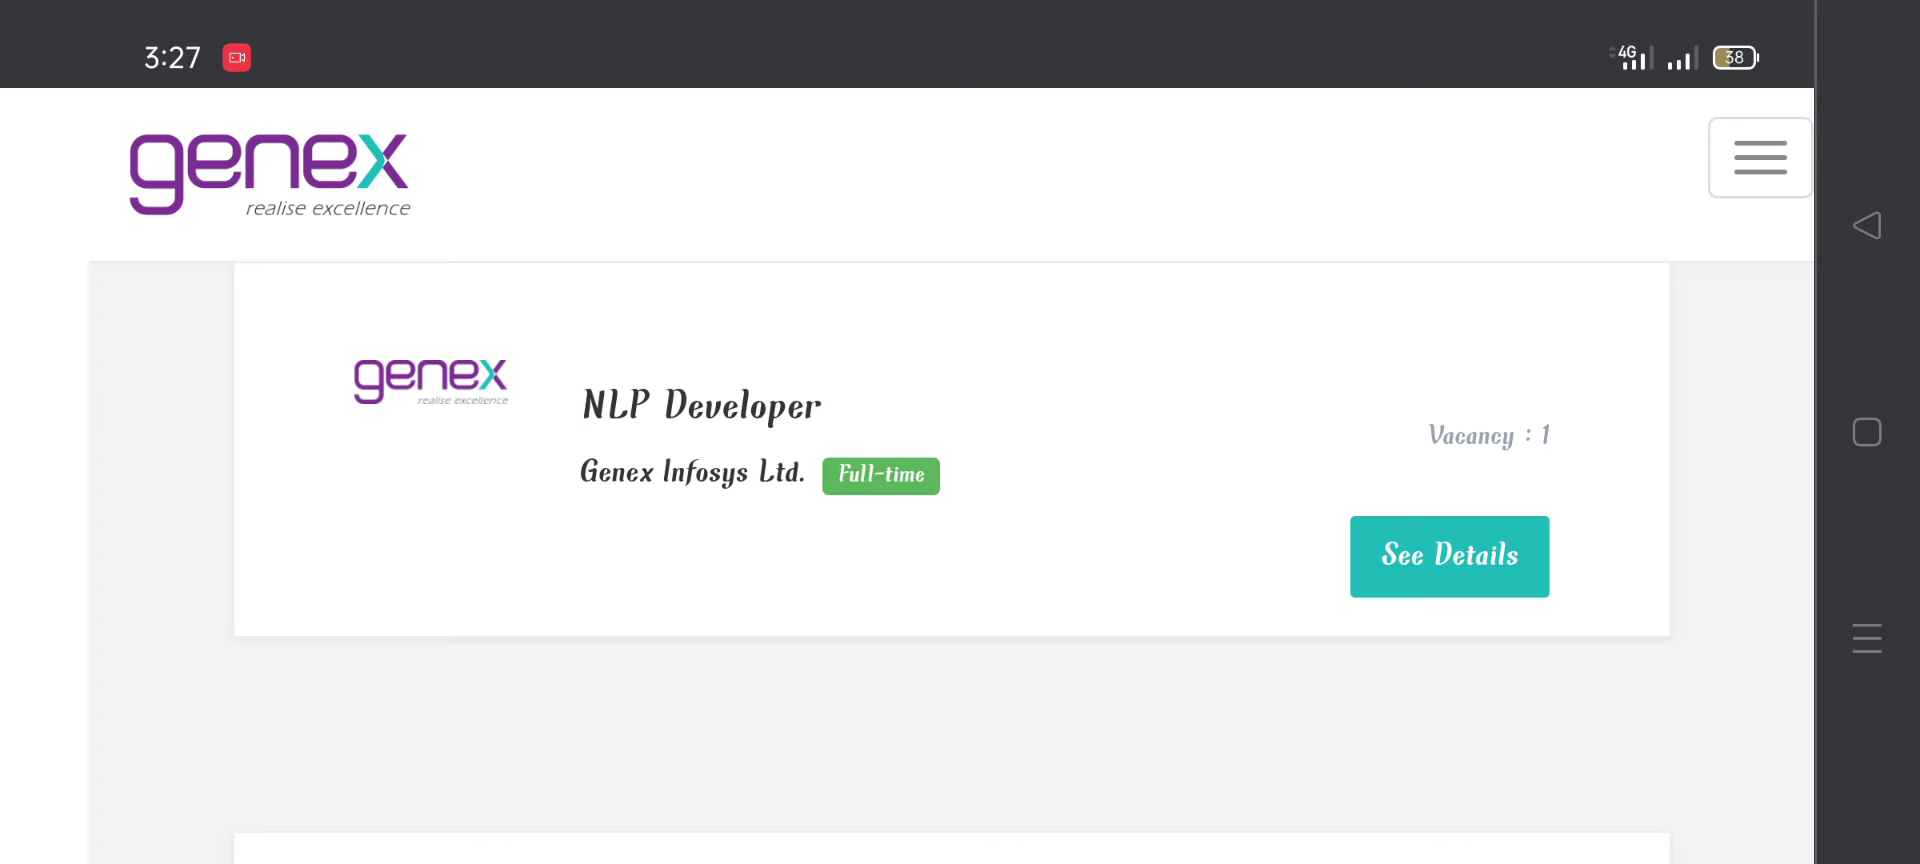 3:27
4G
38
genex
realise excellence
genex
realise excellence
NLP Developer
Vacancy : 1
Genex Infosys Ltd. Full-time
See Details